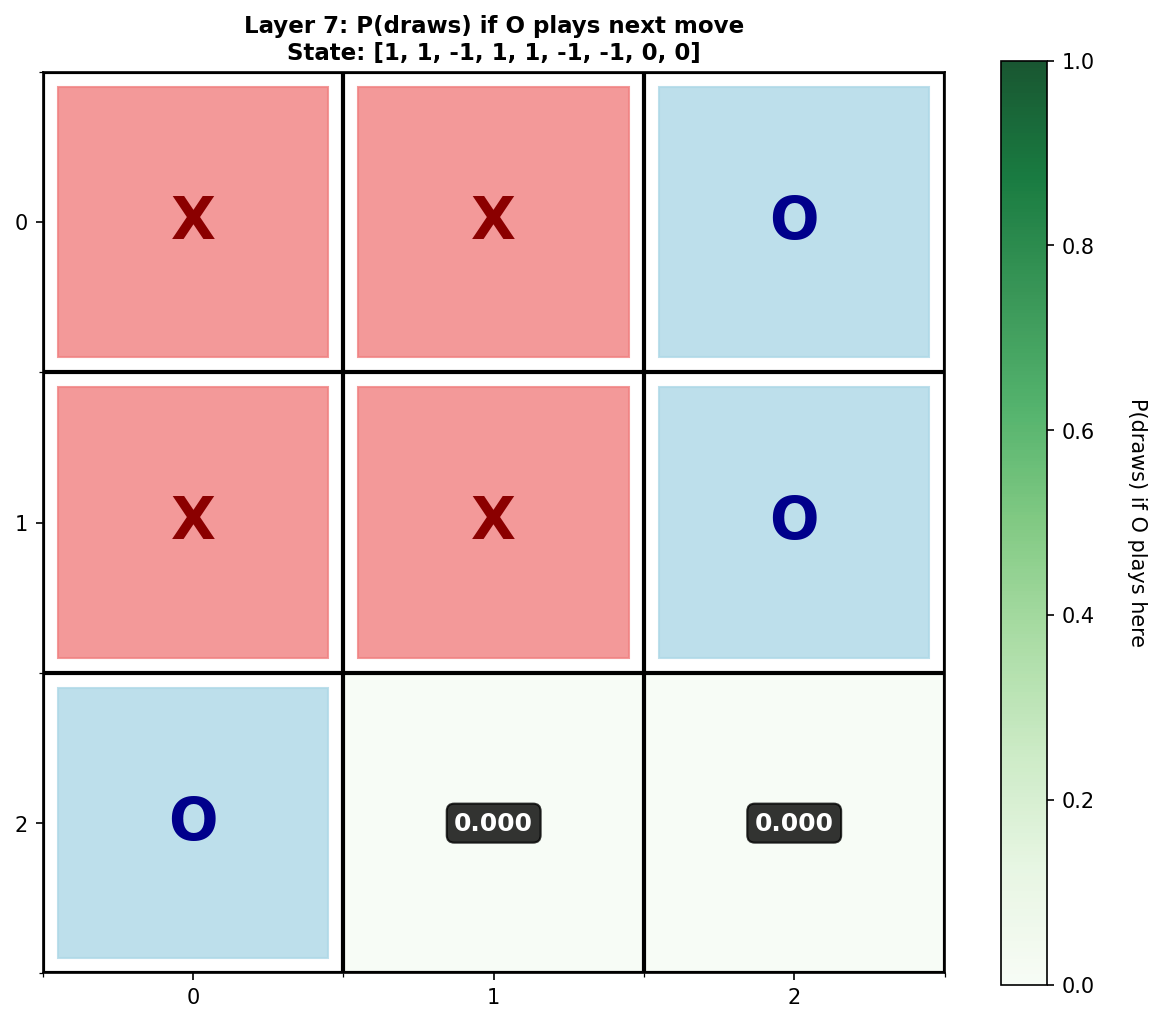 Layer 7: P(draws) if O plays next move
State: [1, 1, -1, 1, 1, -1, -1, 0, 0]
0
X
X
O
1
X
X
O
2
O
0.000
0.000
0
1
2
1.0
0.8
0.6
0.4
0.2
0.0
P(draws) if O plays here